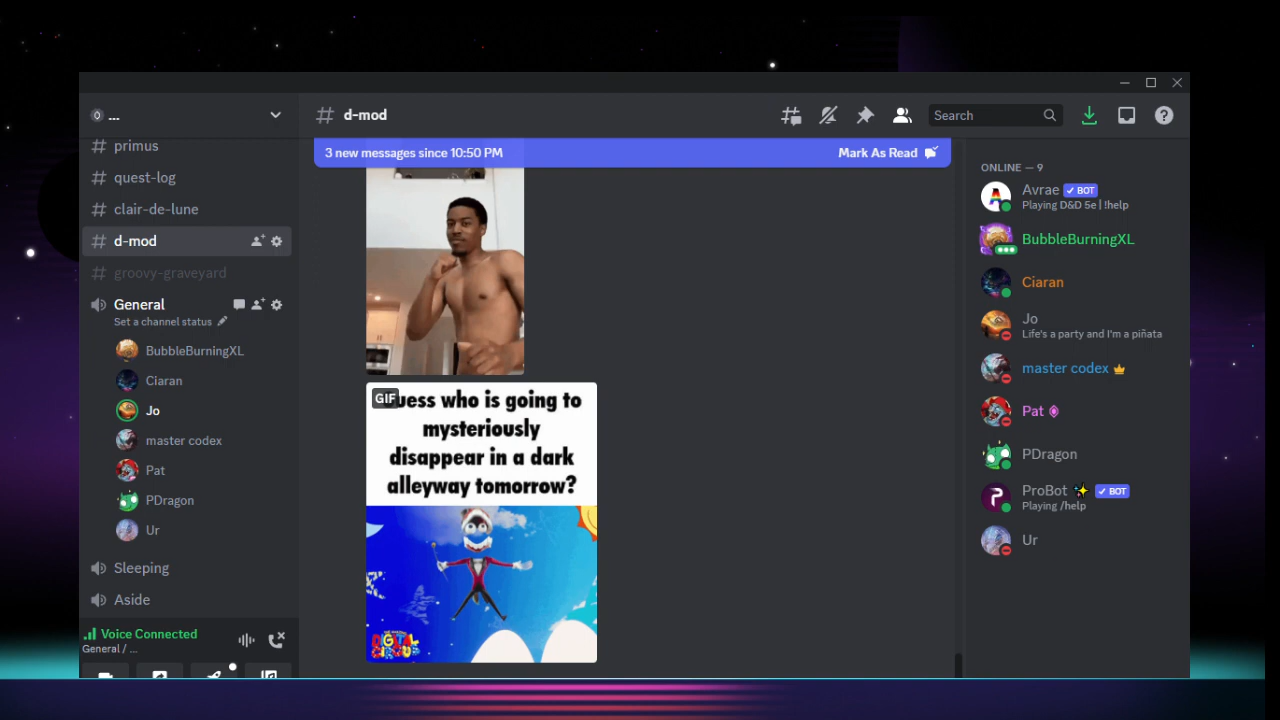 ...
primus
quest-log
clair-de-lune
d-mod
groovy-graveyard
General
Set a channel status
BubbleBurningXL
Ciaran
Jo
master codex
Pat
PDragon
Ur
Sleeping
Aside
Voice Connected
General / ...
# d-mod
Search
3 new messages since 10:50 PM
Mark As Read
GIF
uess who is going to
mysteriously
disappear in a dark
alleyway tomorrow?
DIGITAL
CIRCUS
ONLINE — 9
Avrae ✓ BOT
Playing D&D 5e | !help
BubbleBurningXL
Ciaran
Jo
Life's a party and I'm a piñata
master codex
Pat
PDragon
ProBot ✨ ✓ BOT
Playing /help
Ur